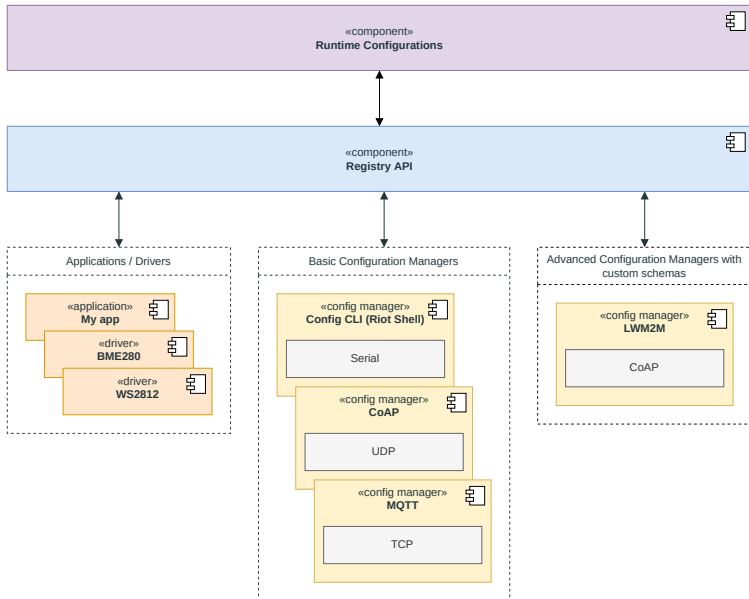 «component»
Runtime Configurations
«component»
Registry API
Applications / Drivers
«application»
My app
«driver»
BME280
«driver»
WS2812
Basic Configuration Managers
«config manager»
Config CLI (Riot Shell)
Serial
«config manager»
CoAP
UDP
«config manager»
MQTT
TCP
Advanced Configuration Managers with
custom schemas
«config manager»
LWM2M
CoAP